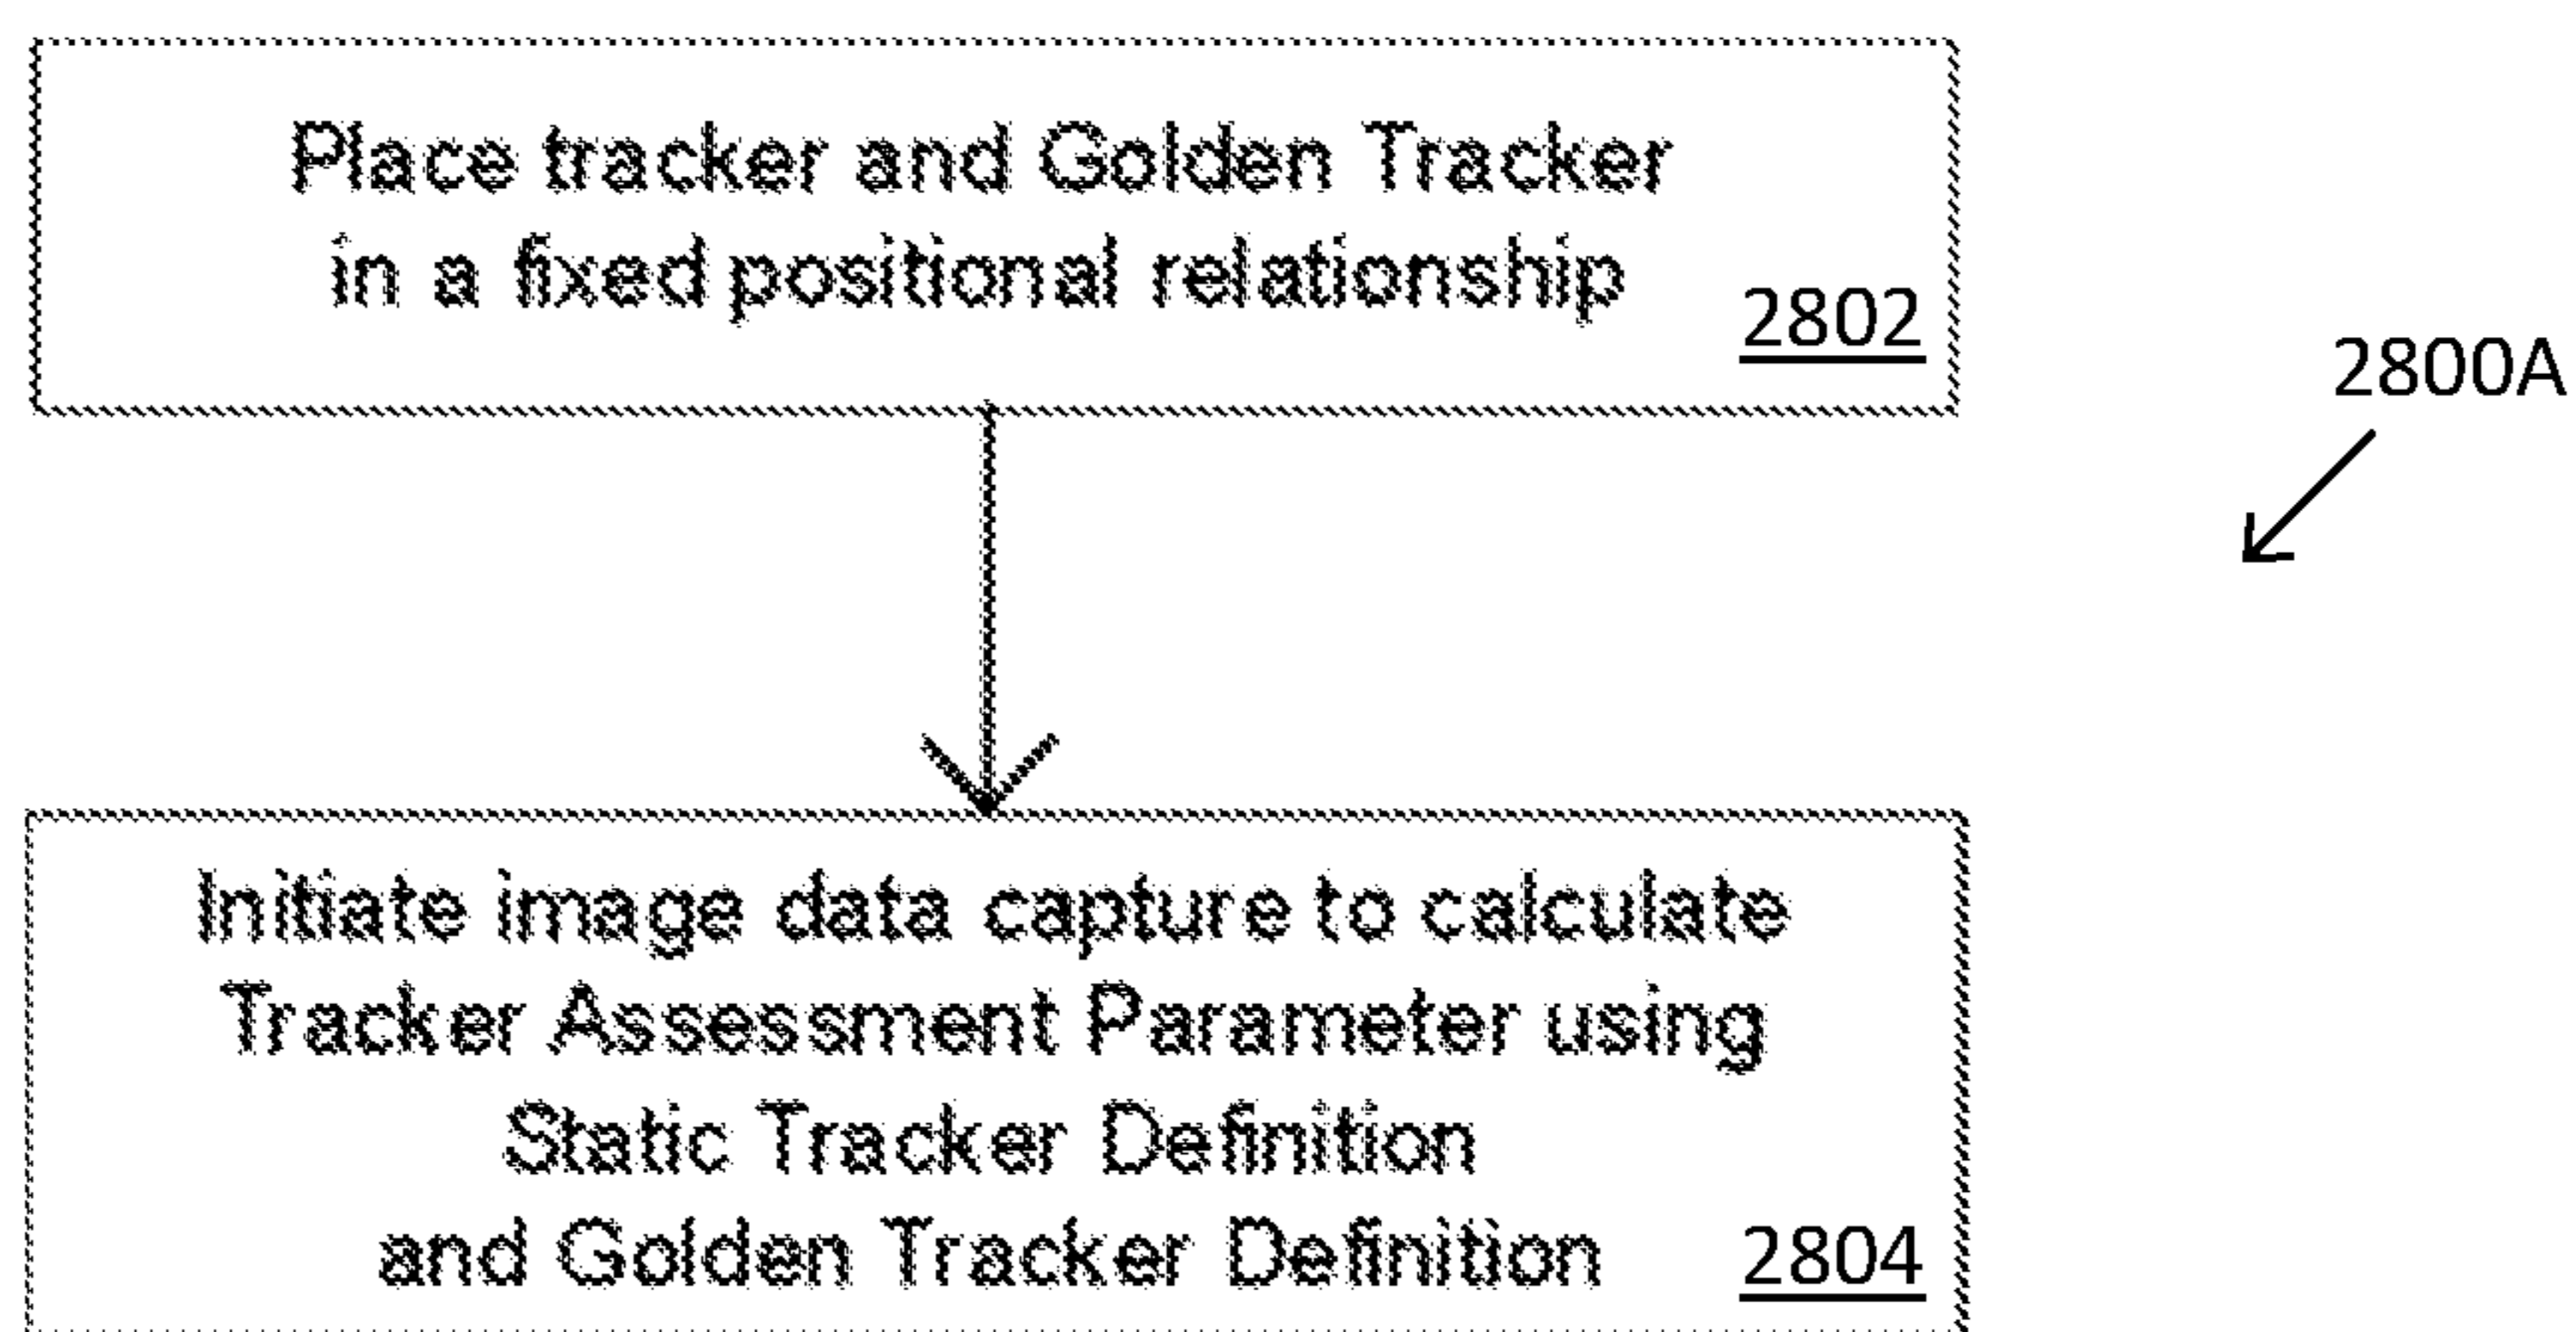 Place tracker and Golden Tracker
in a fixed positional relationship
2802
2800A
Initiate image data capture to calculate
Tracker Assessment Parameter using
Static Tracker Definition
and Golden Tracker Definition
2804